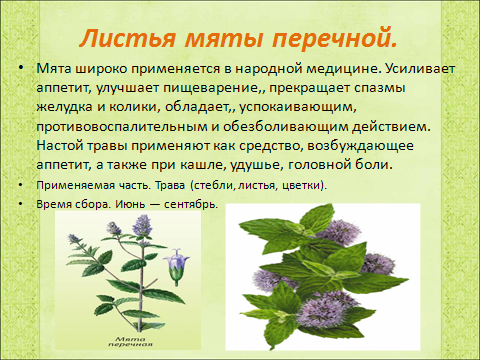 Листья мяты перечной.
• Мята широко применяется в народной медицине. Усиливает
аппетит, улучшает пищеварение,, прекращает спазмы
желудка и колики, обладает,, успокаивающим,
противовоспалительным и обезболивающим действием.
Настой травы применяют как средство, возбуждающее
аппетит, а также при кашле, удушье, головной боли.
• Применяемая часть. Трава (стебли, листья, цветки).
• Время сбора. Июнь — сентябрь.
Мята
перечная